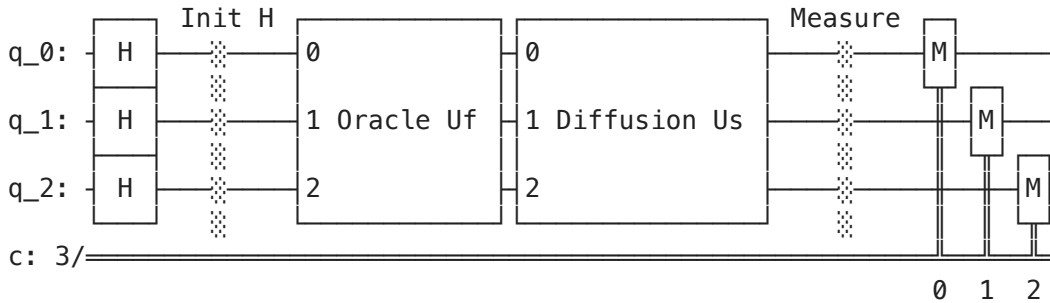 Init H Measure
q_0: H 0 0 M
q_1: H 1 Oracle Uf 1 Diffusion Us M
q_2: H 2 2 M
c: 3/
0 1 2